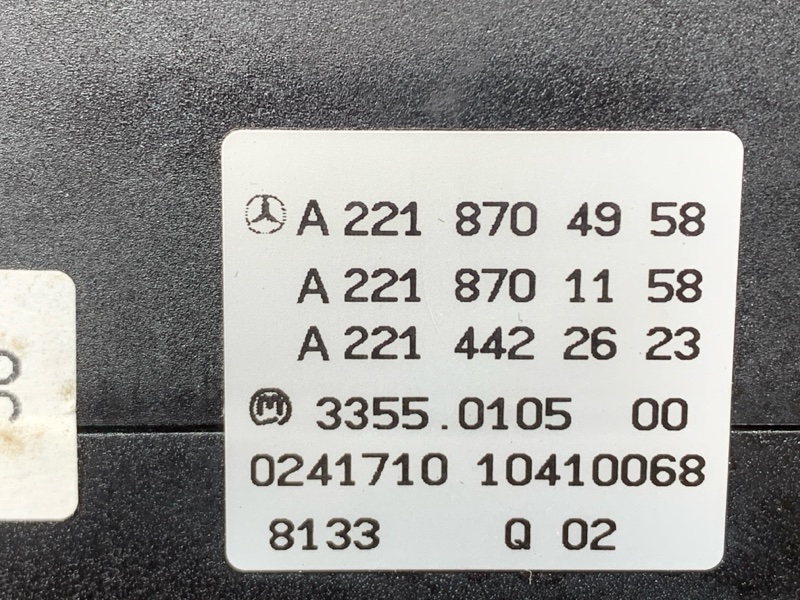 A 221 870 49 58
A 221 870 11 58
A 221 442 26 23
M 3355.0105 00
0241710 10410068
8133 Q 02